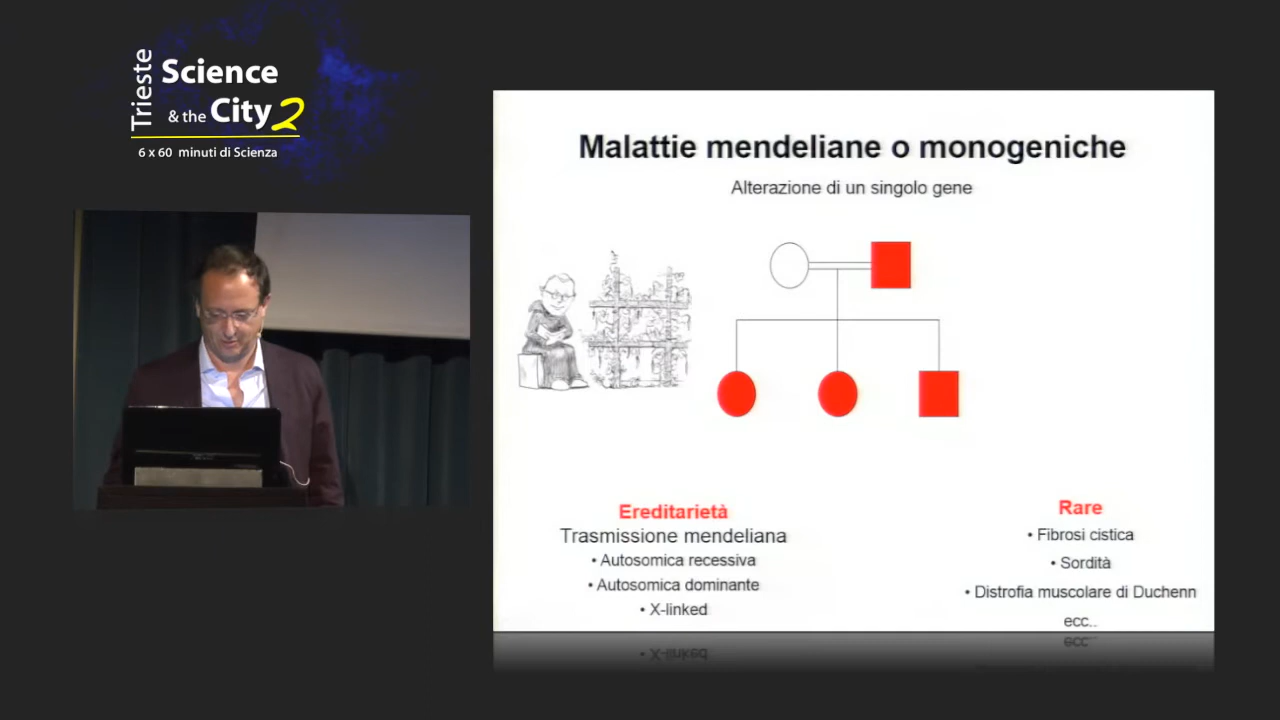 Trieste
Science
& the City 2
6 x 60 minuti di Scienza
Malattie mendeliane o monogeniche
Alterazione di un singolo gene
Ereditarietà
Trasmissione mendeliana
• Autosomica recessiva
• Autosomica dominante
• X-linked
Rare
• Fibrosi cistica
• Sordità
• Distrofia muscolare di Duchenn
ecc..